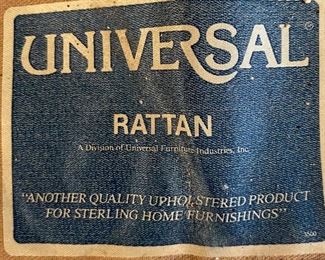 UNIVERSAL
RATTAN
A Division of Universal Furniture Industries, Inc.
"ANOTHER QUALITY UPHOLSTERED PRODUCT
FOR STERLING HOME FURNISHINGS"
3500